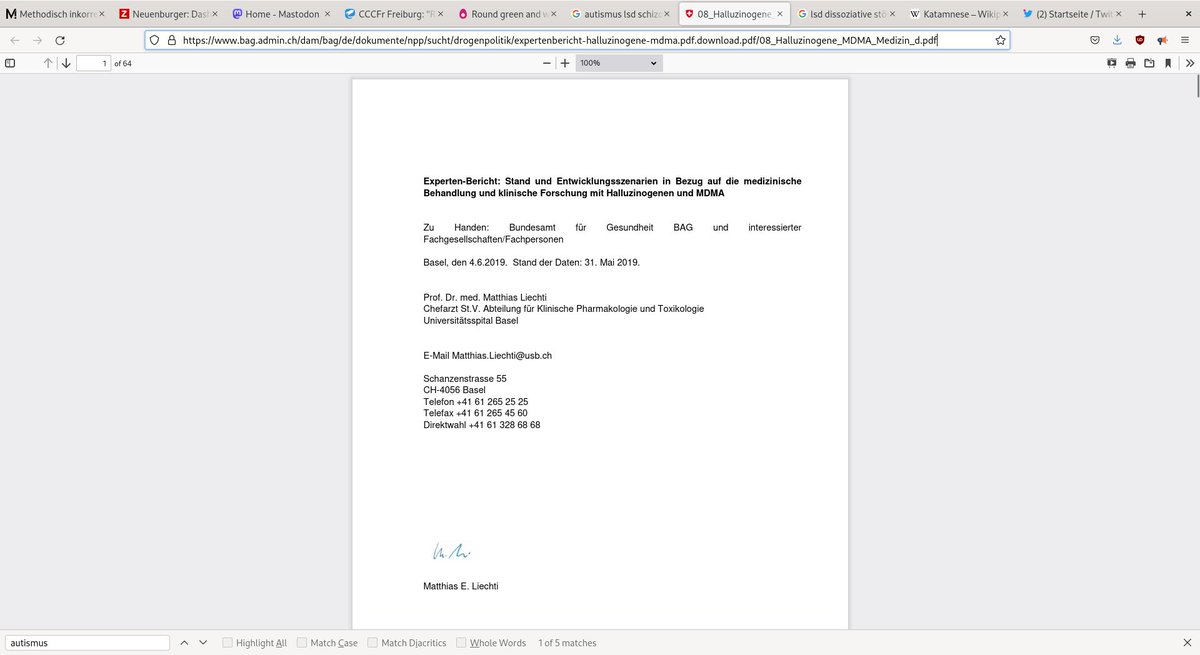 Methodisch inkorre
Neuenburger: Das
Home - Mastodon
CCCFr Freiburg: "R
Round green and w
autismus lsd schizo
08_Halluzinogene_
lsd dissoziative stö
Katamnese – Wikip
(2) Startseite / Twit
https://www.bag.admin.ch/dam/bag/de/dokumente/npp/sucht/drogenpolitik/expertenbericht-halluzinogene-mdma.pdf.download.pdf/08_Halluzinogene_MDMA_Medizin_d.pdf
1 of 64
100%
Experten-Bericht: Stand und Entwicklungsszenarien in Bezug auf die medizinische
Behandlung und klinische Forschung mit Halluzinogenen und MDMA
Zu Handen: Bundesamt für Gesundheit BAG und interessierter
Fachgesellschaften/Fachpersonen
Basel, den 4.6.2019. Stand der Daten: 31. Mai 2019.
Prof. Dr. med. Matthias Liechti
Chefarzt St.V. Abteilung für Klinische Pharmakologie und Toxikologie
Universitätsspital Basel
E-Mail Matthias.Liechti@usb.ch
Schanzenstrasse 55
CH-4056 Basel
Telefon +41 61 265 25 25
Telefax +41 61 265 45 60
Direktwahl +41 61 328 68 68
Matthias E. Liechti
autismus
Highlight All
Match Case
Match Diacritics
Whole Words
1 of 5 matches